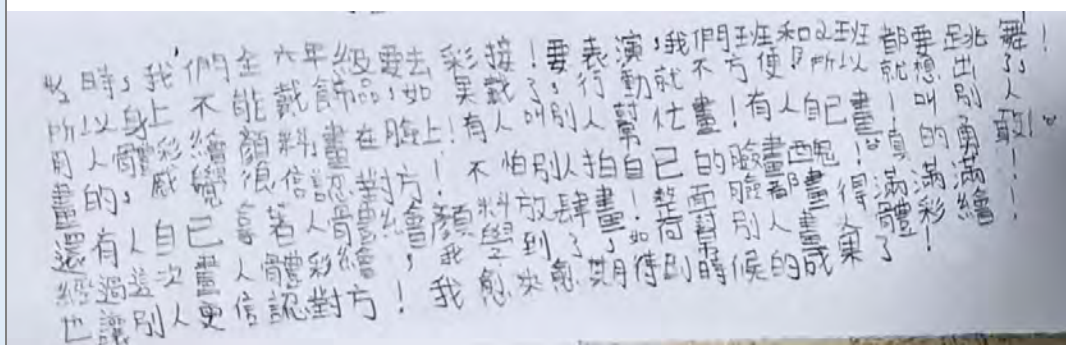 當時,我們全六年級要去彩接!要表演,我們班和2班都要跳舞!
所以身上不能戴飾品,如果戴了,行動就不方便!所以就想出了,
用人體彩繪顏料畫在臉上!有人叫別人幫忙畫!有人自己畫!叫別人
畫的,感覺很信認對方!不怕別人拍自己的臉畫醜!真的勇敢!
還有人自己拿著人體彩繪顏料放肆畫!整面臉都畫得滿滿滿!
經過這次畫人體彩繪,我學到了,如何幫別人畫人體彩繪!
也讓別人更信認對方!我愈來愈期待到時候的成果了!